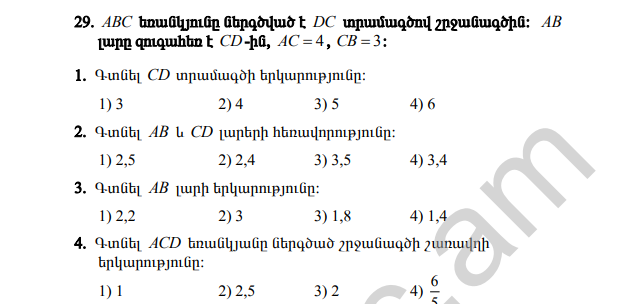 29. ABC եռանկյունը ներգծված է DC տրամագծով շրջանագծին: AB
լարը զուգահեռ է CD-ին, AC = 4, CB = 3:
1. Գտնել CD տրամագծի երկարությունը:
1) 3 2) 4 3) 5 4) 6
2. Գտնել AB և CD լարերի հեռավորությունը:
1) 2,5 2) 2,4 3) 3,5 4) 3,4
3. Գտնել AB լարի երկարությունը:
1) 2,2 2) 3 3) 1,8 4) 1,4
4. Գտնել ACD եռանկյանը ներգծած շրջանագծի շառավղի
երկարությունը:
1) 1 2) 2,5 3) 2 4) 6/5